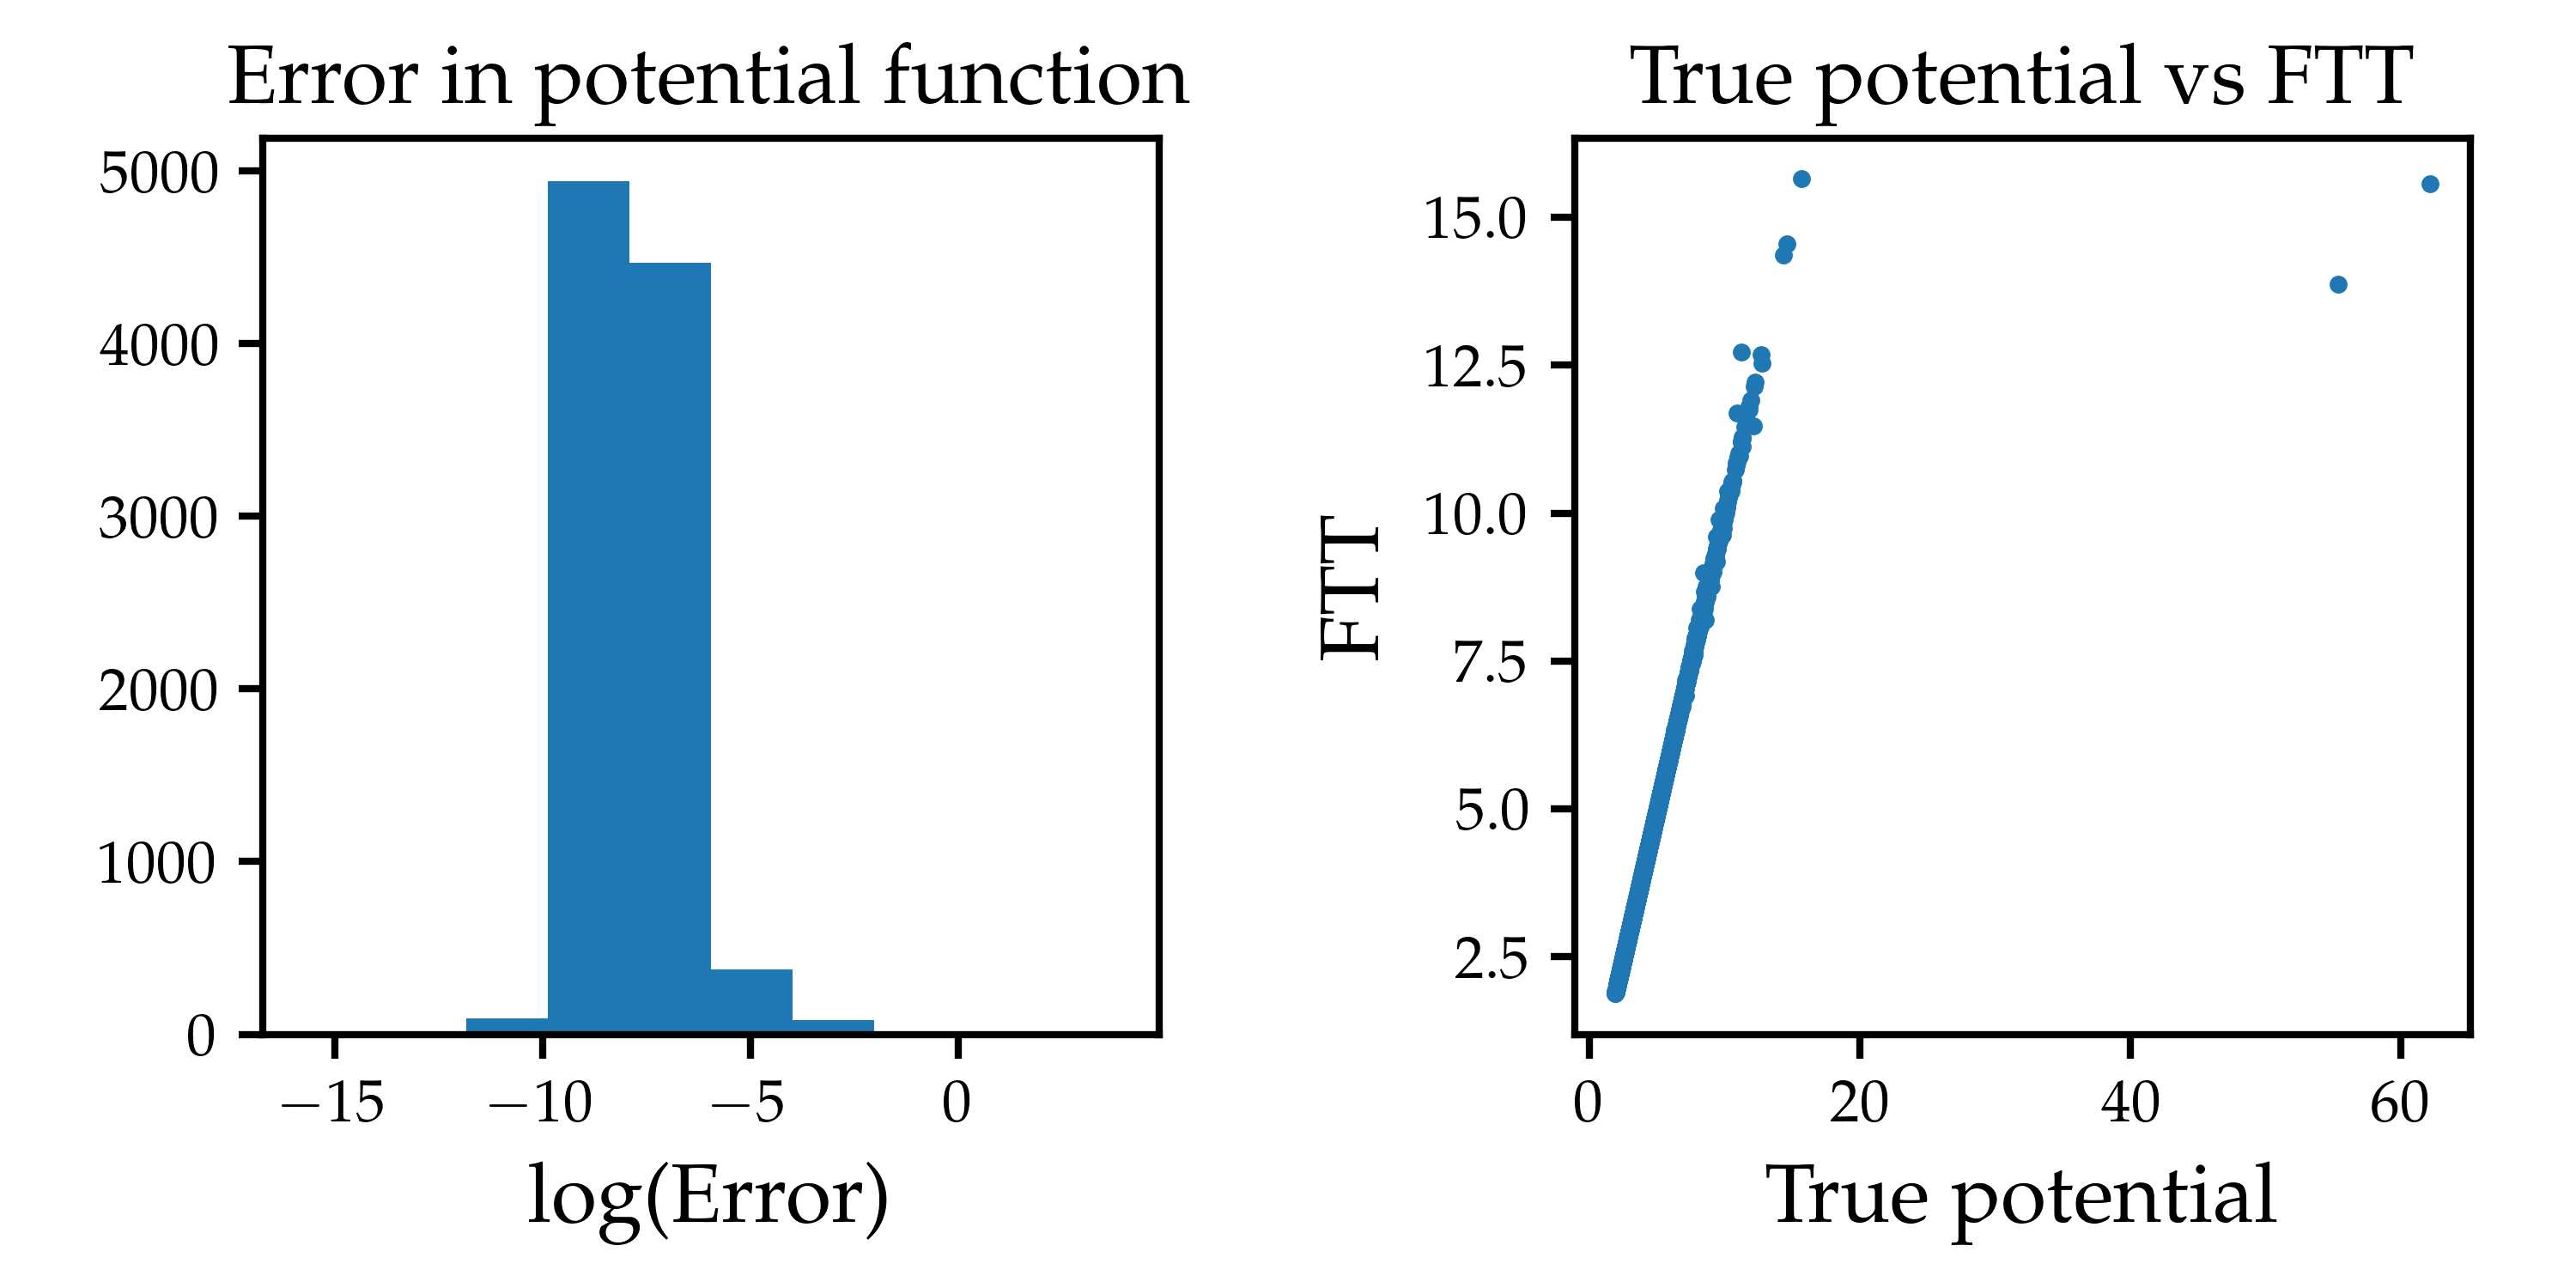 Error in potential function
5000
4000
3000
2000
1000
0
−15 −10 −5 0
log(Error)
True potential vs FTT
15.0
12.5
10.0
7.5
5.0
2.5
FTT
0 20 40 60
True potential